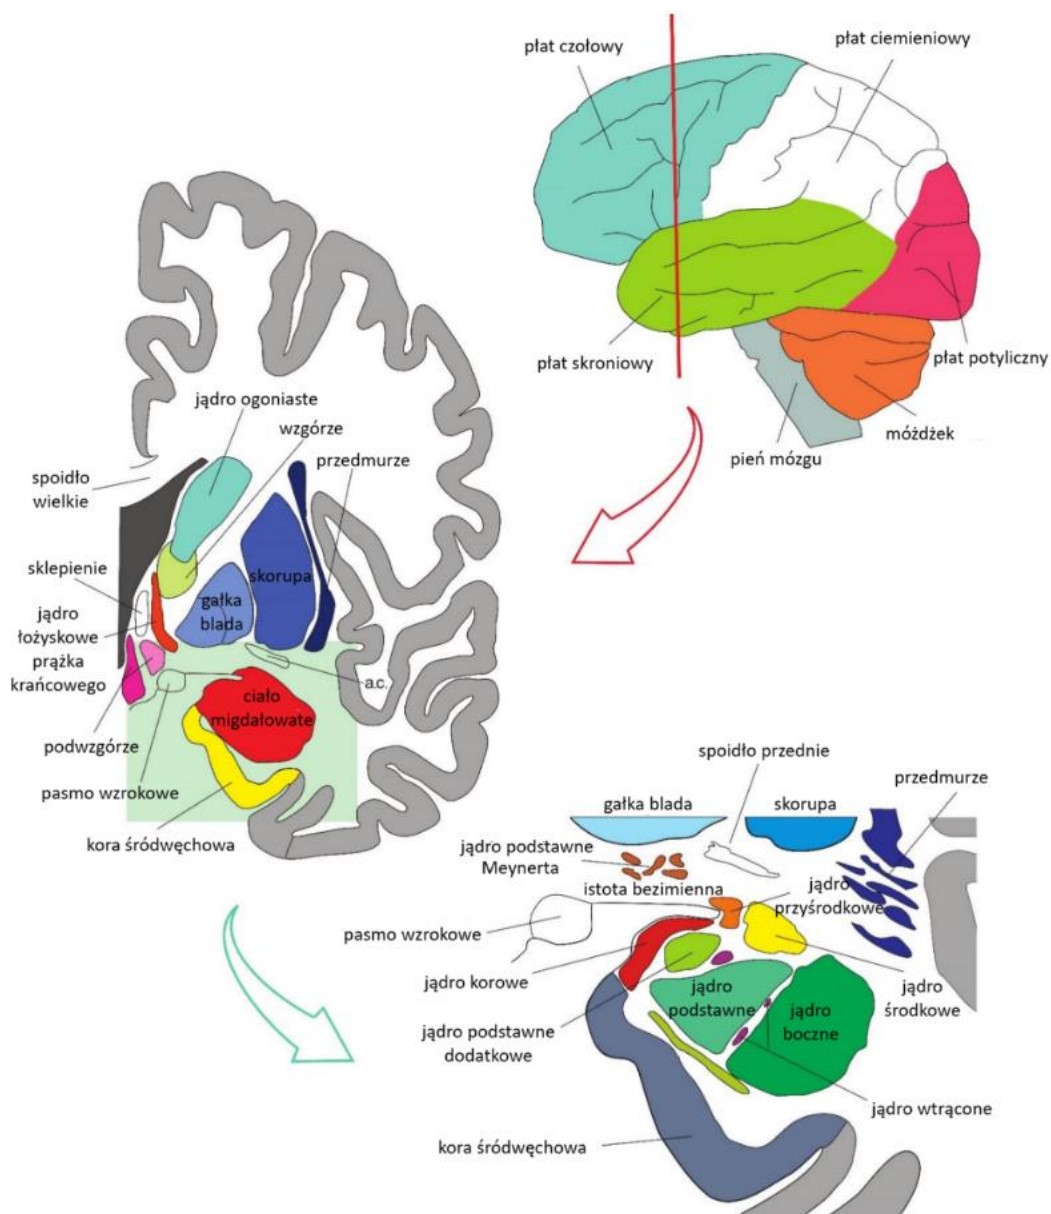 płat czołowy
płat ciemieniowy
płat skroniowy
płat potyliczny
móżdżek
pień mózgu
jądro ogoniaste
wzgórze
przedmurze
spoidło
wielkie
sklepienie
skorupa
gałka
blada
jądro
łożyskowe
prążka
krańcowego
a.c.
ciało
migdałowate
podwzgórze
pasmo wzrokowe
kora śródwęchowa
spoidło przednie
przedmurze
gałka blada
skorupa
jądro podstawne
Meynerta
istota bezimienna
jądro
przyśrodkowe
pasmo wzrokowe
jądro korowe
jądro
podstawne
jądro
boczne
jądro
środkowe
jądro podstawne
dodatkowe
jądro wtrącone
kora śródwęchowa